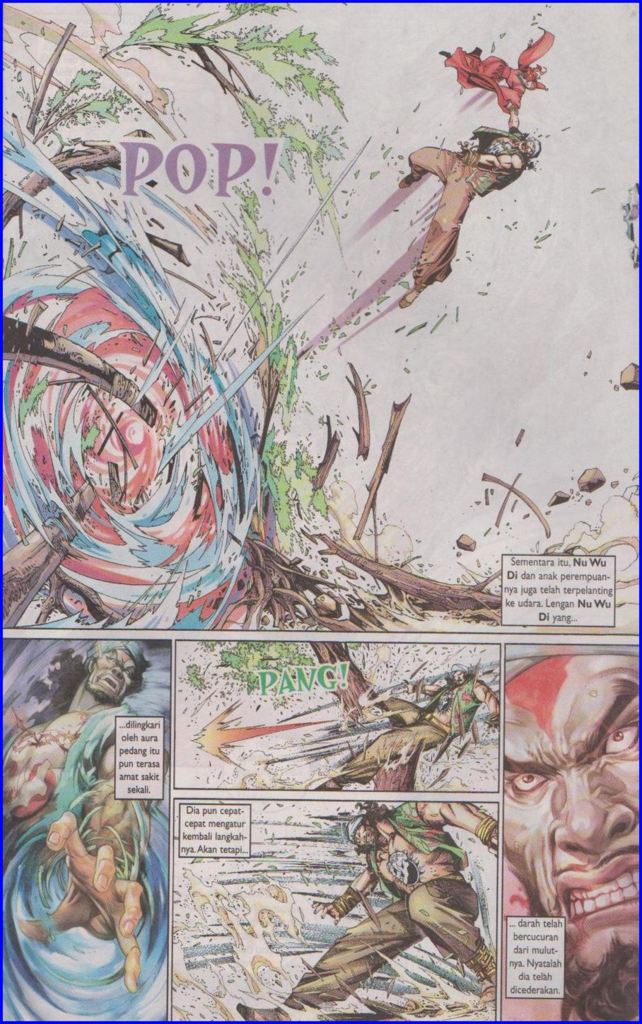 POP!
Sementara itu, Nu Wu
Di dan anak perempuan-
nya juga telah terpelanting
ke udara. Lengan Nu Wu
Di yang...
...dilingkari
oleh aura
pedang itu
pun terasa
amat sakit
sekali.
PANG!
Dia pun cepat-
cepat mengatur
kembali langkah-
nya. Akan tetapi...
... darah telah
bercucuran
dari mulut-
nya. Nyatalah
dia telah
dicederakan.